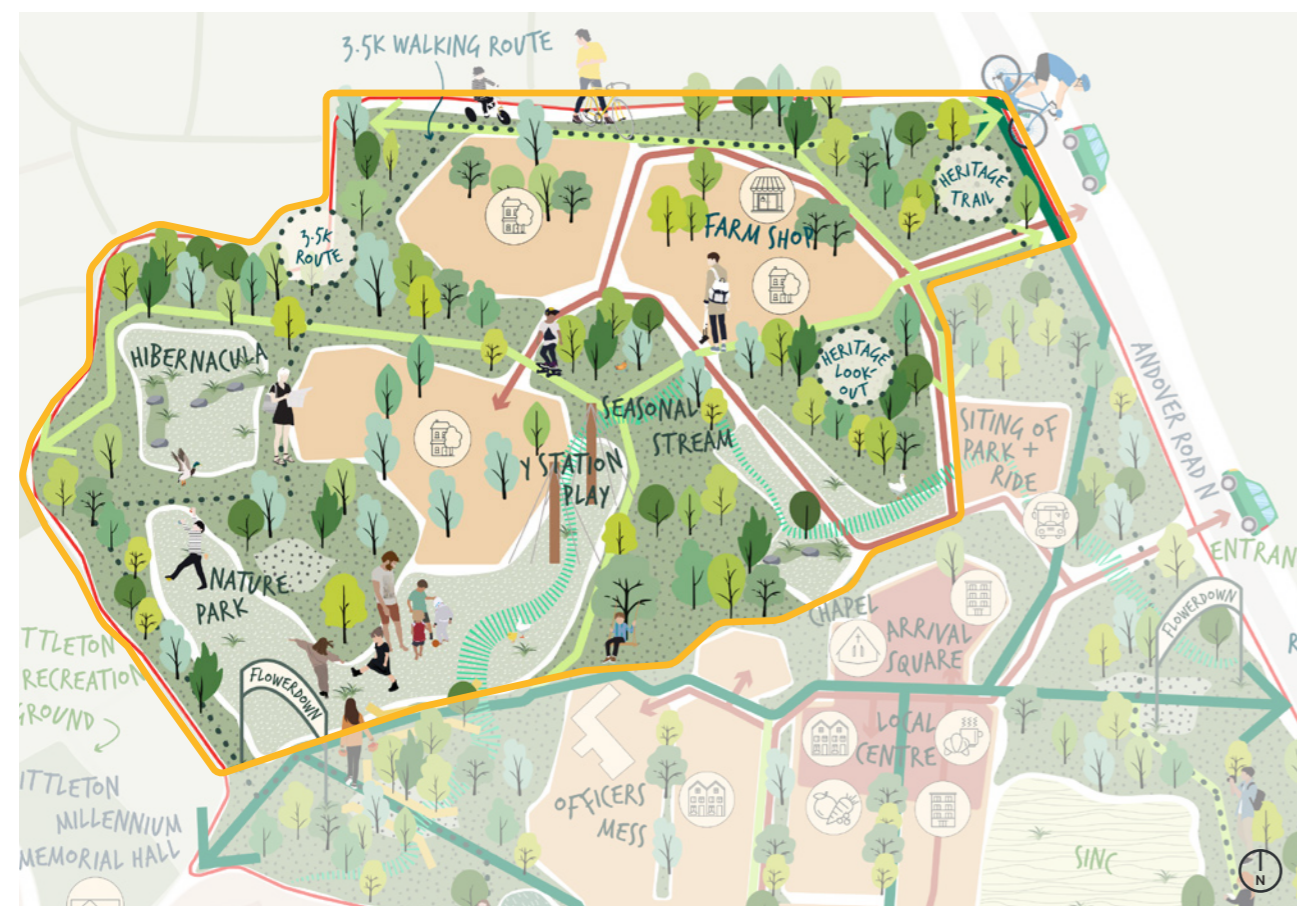 3.5K WALKING ROUTE
HERITAGE
TRAIL
3.5K
ROUTE
FARM SHOP
HIBERNACULA
HERITAGE
LOOK-
OUT
SEASONAL
STREAM
Y STATION
PLAY
SITING OF
PARK +
RIDE
ANDOVER ROAD N
ENTRAN
NATURE
PARK
FLOWERDOWN
CHAPEL
ARRIVAL
SQUARE
FLOWERDOWN
R
TTLETON
RECREATION
GROUND
LOCAL
CENTRE
ITTLETON
MILLENNIUM
MEMORIAL HALL
OFFICERS
MESS
SINC
N